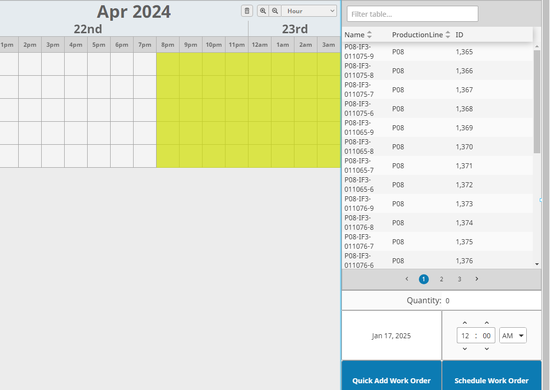 Apr 2024
Hour
22nd
23rd
1pm 2pm 3pm 4pm 5pm 6pm 7pm 8pm 9pm 10pm 11pm 12am 1am 2am 3am
Filter table...
Name ProductionLine ID
P08-IF3-
011075-9 P08 1,365
P08-IF3-
011075-8 P08 1,366
P08-IF3-
011075-7 P08 1,367
P08-IF3-
011075-6 P08 1,368
P08-IF3-
011065-9 P08 1,369
P08-IF3-
011065-8 P08 1,370
P08-IF3-
011065-7 P08 1,371
P08-IF3-
011065-6 P08 1,372
P08-IF3-
011076-9 P08 1,373
P08-IF3-
011076-8 P08 1,374
P08-IF3-
011076-7 P08 1,375
P08-IF3-
011076-6 P08 1,376
1 2 3
Quantity: 0
Jan 17, 2025
12 : 00 AM
Quick Add Work Order
Schedule Work Order